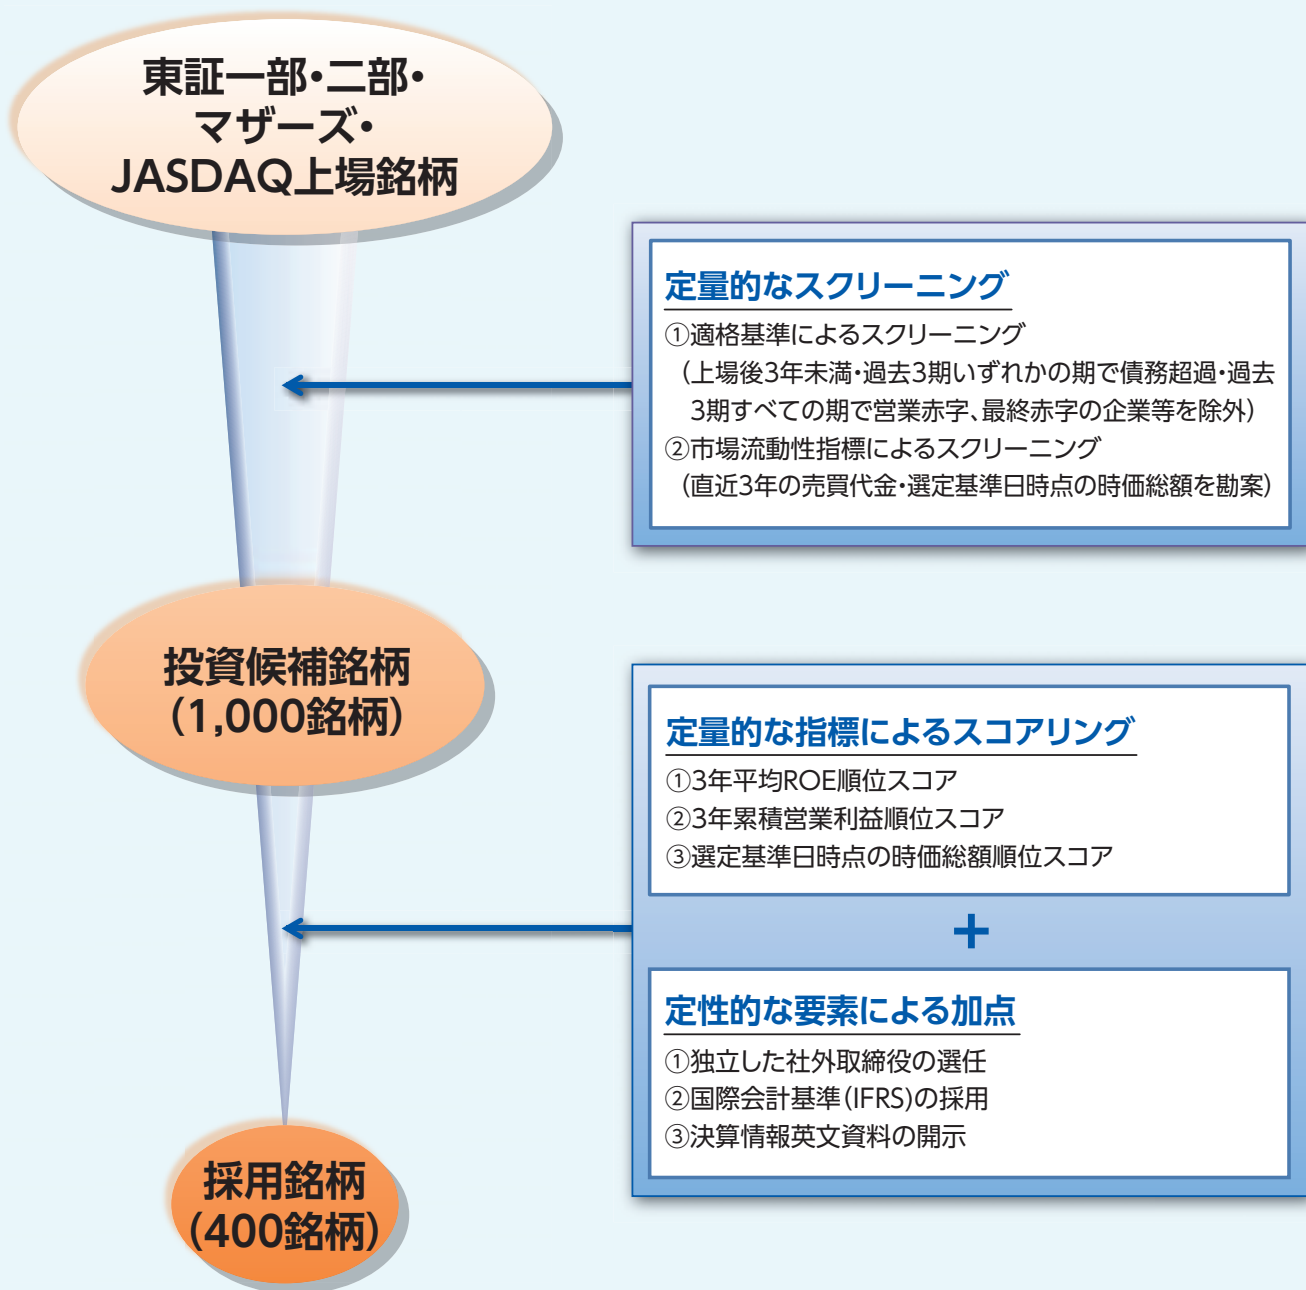 東証一部・二部・
マザーズ・
JASDAQ上場銘柄
定量的なスクリーニング
①適格基準によるスクリーニング
（上場後3年未満・過去3期いずれかの期で債務超過・過去
3期すべての期で営業赤字、最終赤字の企業等を除外）
②市場流動性指標によるスクリーニング
（直近3年の売買代金・選定基準日時点の時価総額を勘案）
投資候補銘柄
（1,000銘柄）
定量的な指標によるスコアリング
①3年平均ROE順位スコア
②3年累積営業利益順位スコア
③選定基準日時点の時価総額順位スコア
+
定性的な要素による加点
①独立した社外取締役の選任
②国際会計基準（IFRS）の採用
③決算情報英文資料の開示
採用銘柄
（400銘柄）